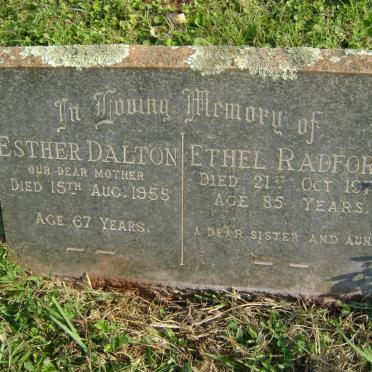 In Loving Memory of
ESTHER DALTON
OUR DEAR MOTHER
DIED 15TH AUG. 1955
AGE 67 YEARS.
ETHEL RADFOR
DIED 21ST OCT 197
AGE 85 YEARS.
A DEAR SISTER AND AUN